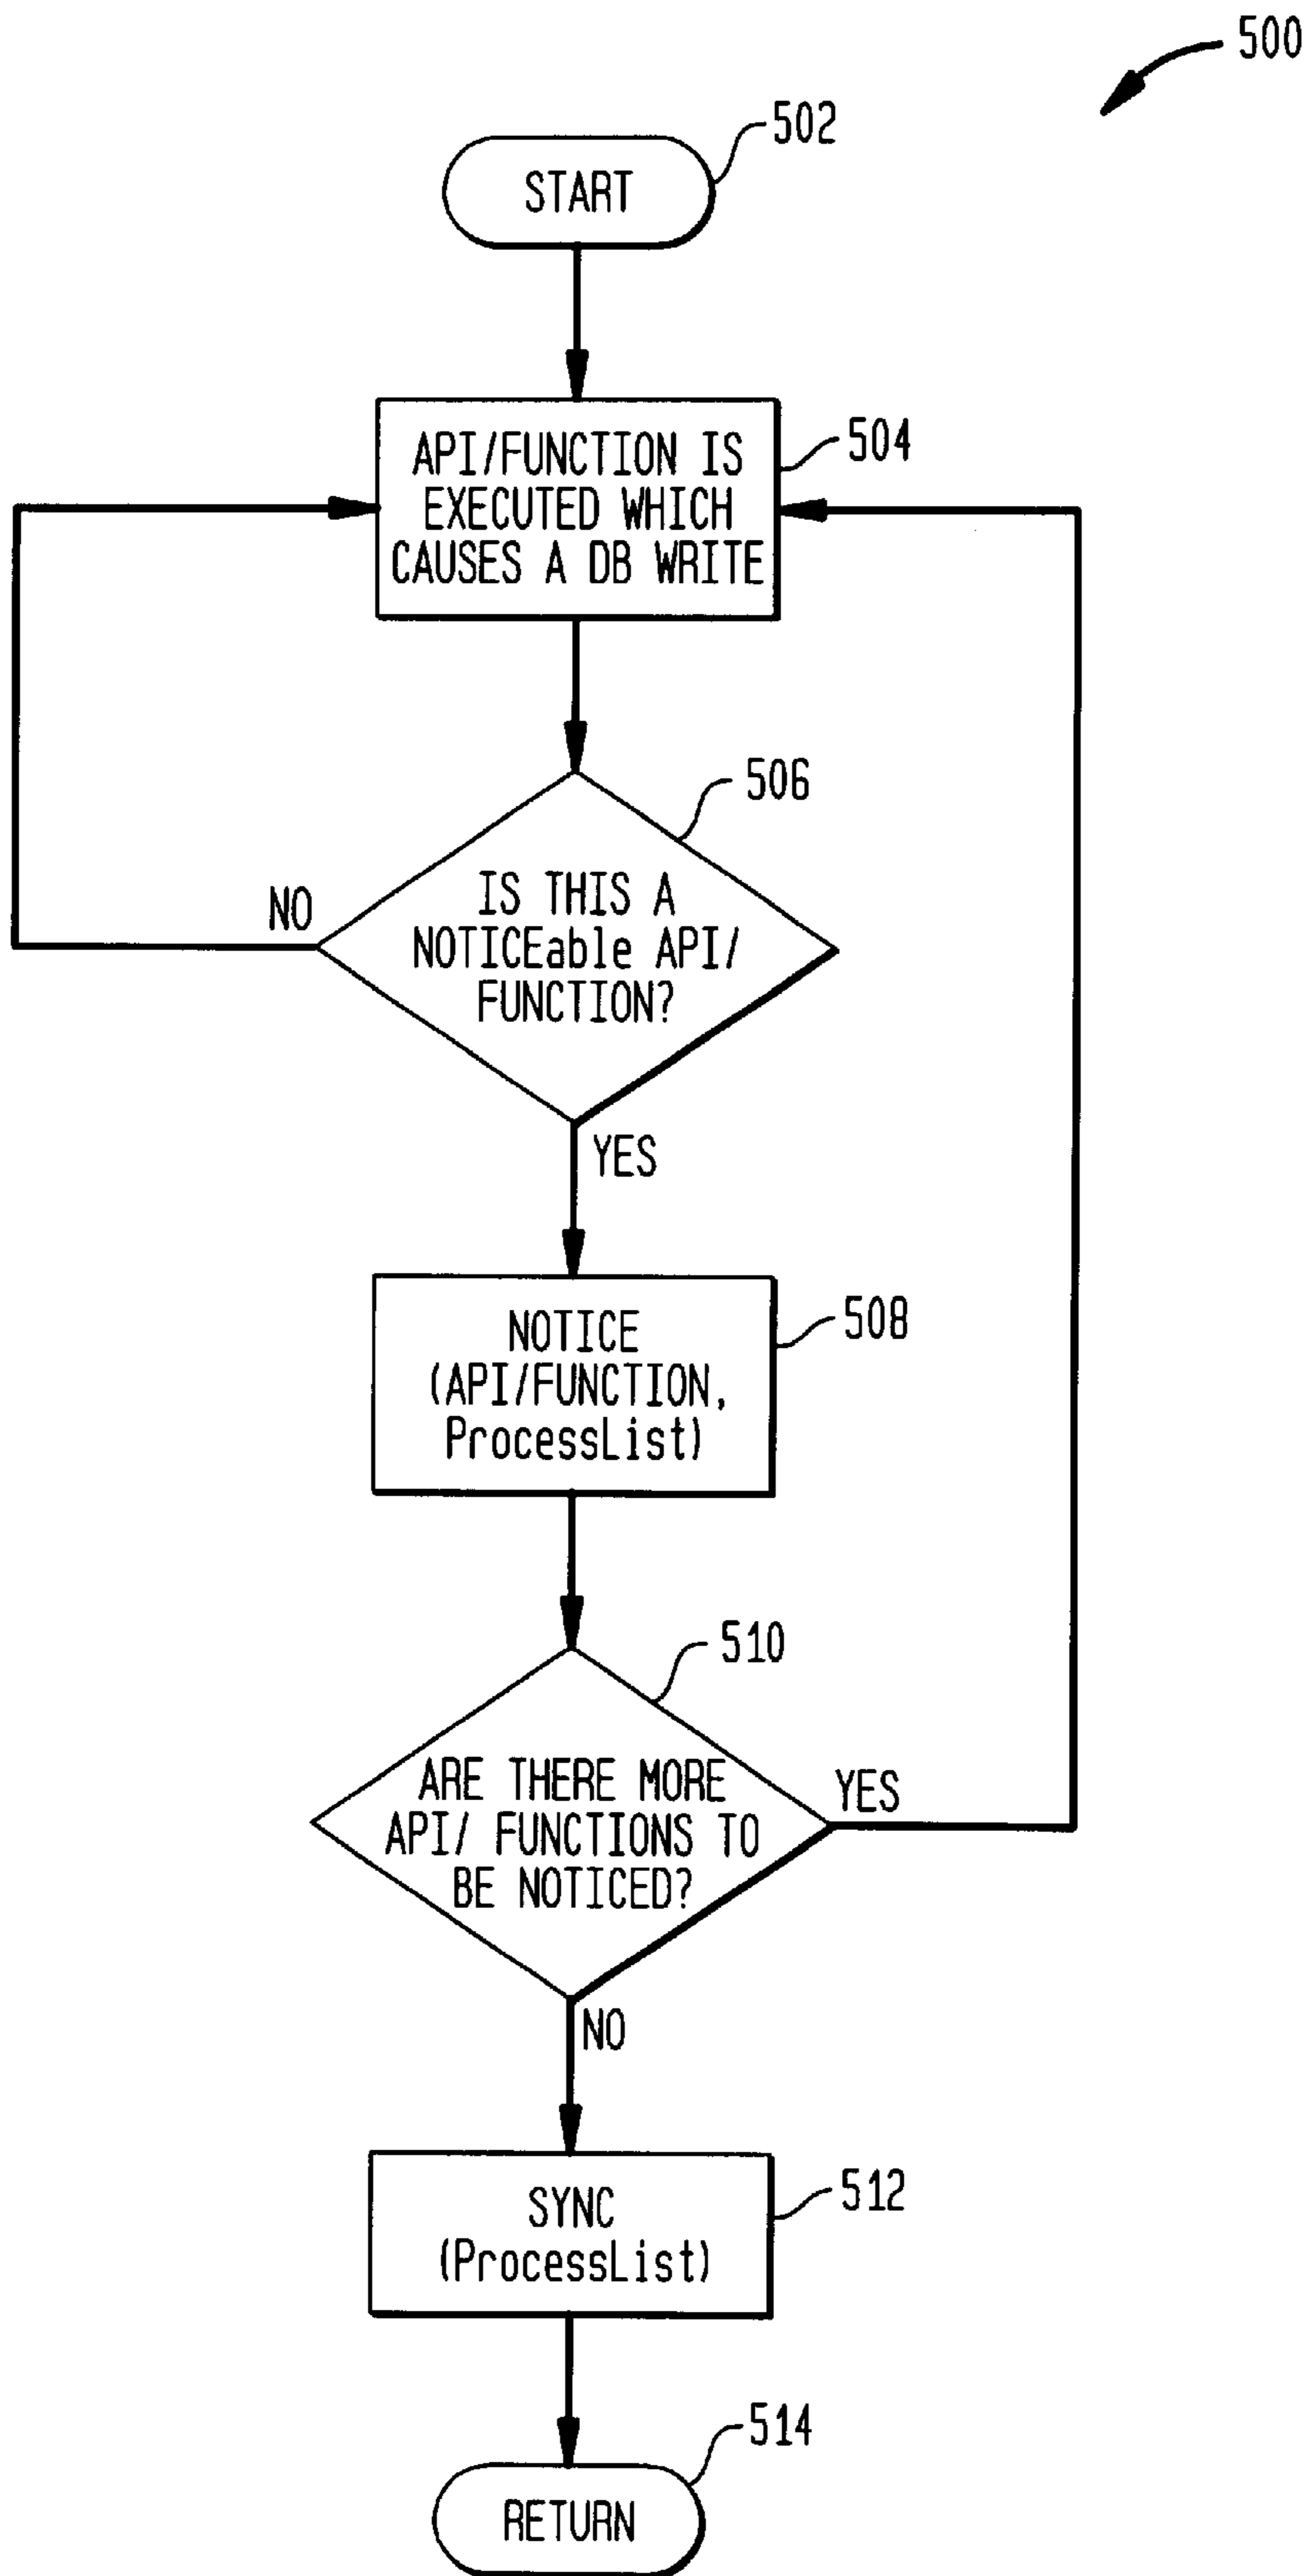 500
502
START
504
API/FUNCTION IS
EXECUTED WHICH
CAUSES A DB WRITE
506
IS THIS A
NOTICEable API/
FUNCTION?
NO
YES
508
NOTICE
(API/FUNCTION,
ProcessList)
510
ARE THERE MORE
API/ FUNCTIONS TO
BE NOTICED?
YES
NO
512
SYNC
(ProcessList)
514
RETURN